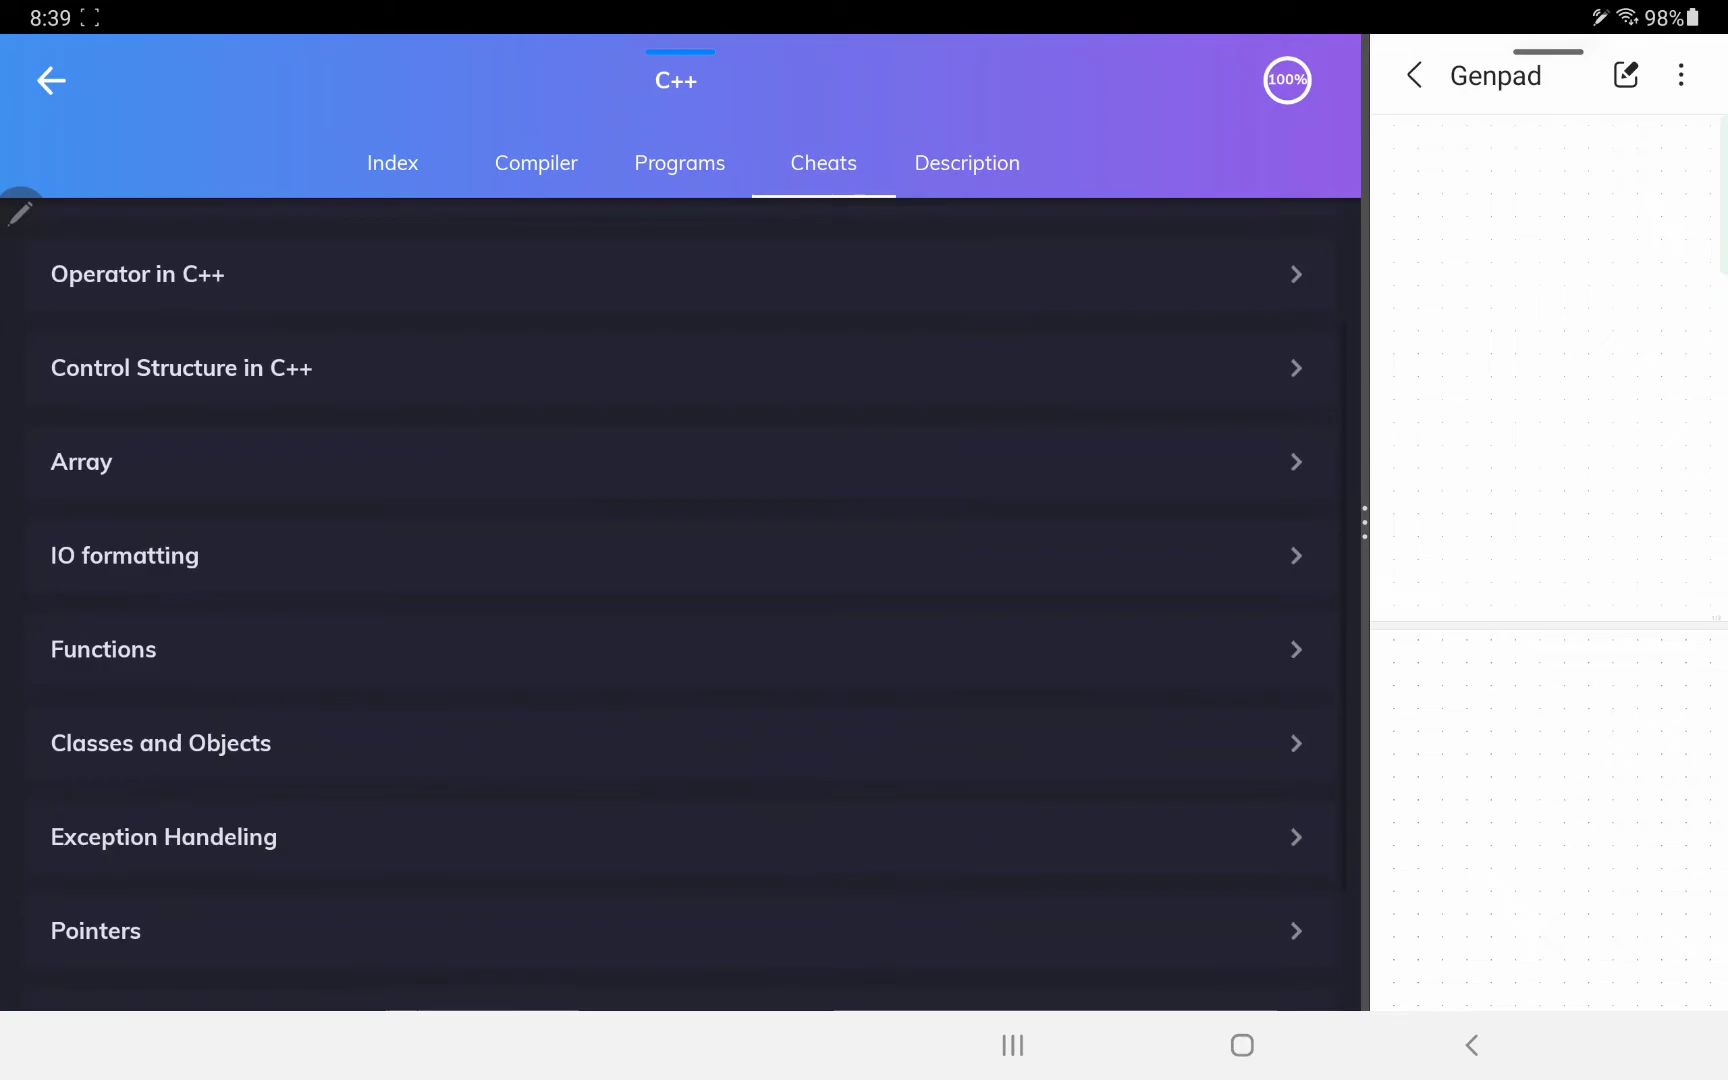 8:39
98%
C++
100%
Genpad
Index
Compiler
Programs
Cheats
Description
Operator in C++
Control Structure in C++
Array
IO formatting
Functions
Classes and Objects
Exception Handeling
Pointers